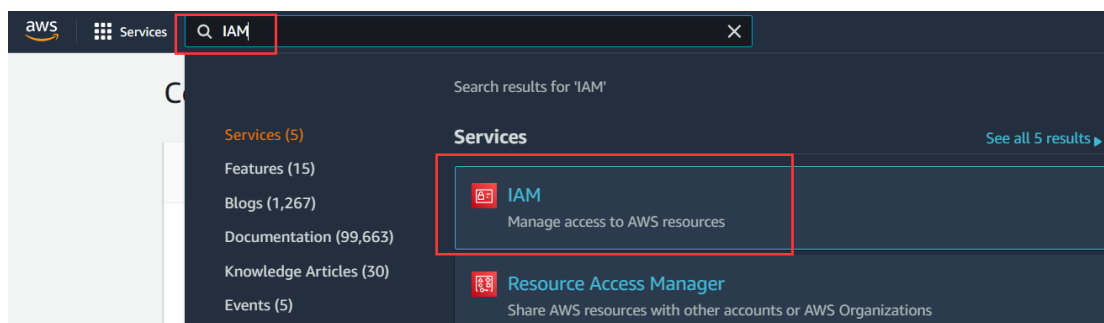 aws
Services
IAM
Search results for 'IAM'
Services (5)
Features (15)
Blogs (1,267)
Documentation (99,663)
Knowledge Articles (30)
Events (5)
Services
See all 5 results
IAM
Manage access to AWS resources
Resource Access Manager
Share AWS resources with other accounts or AWS Organizations